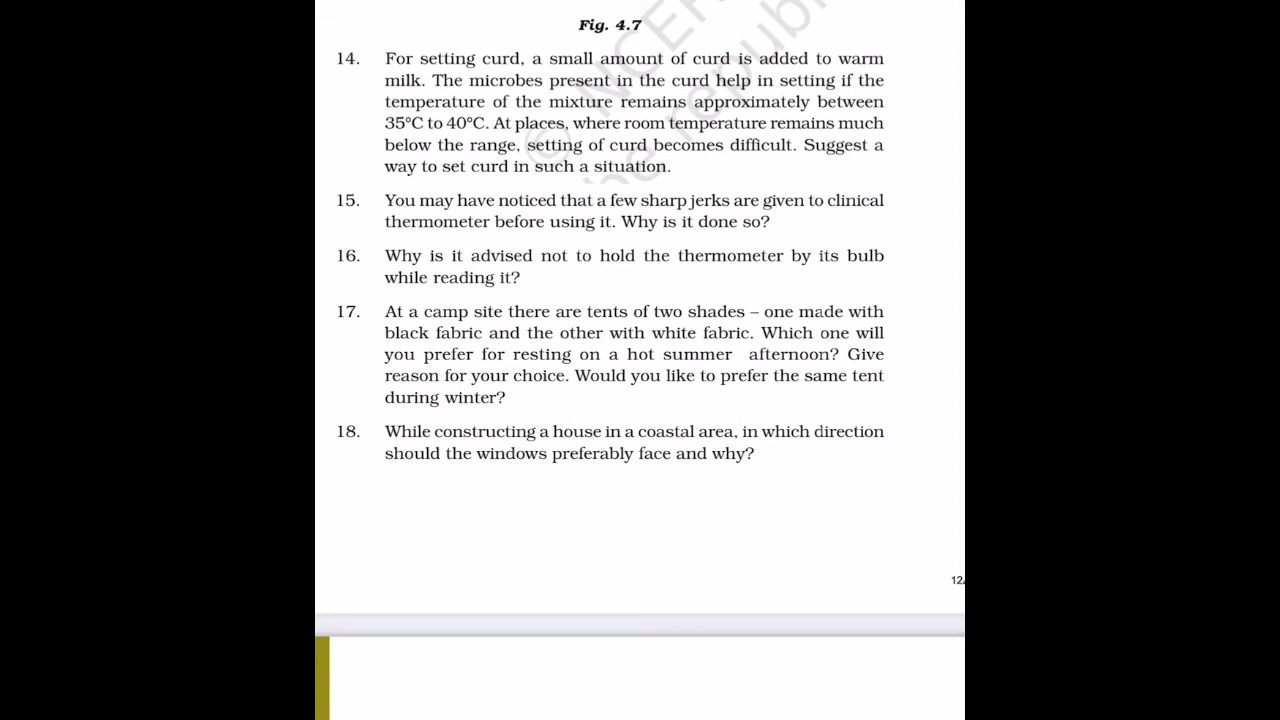 © NCER
be republ
Fig. 4.7
14. For setting curd, a small amount of curd is added to warm
milk. The microbes present in the curd help in setting if the
temperature of the mixture remains approximately between
35°C to 40°C. At places, where room temperature remains much
below the range, setting of curd becomes difficult. Suggest a
way to set curd in such a situation.
15. You may have noticed that a few sharp jerks are given to clinical
thermometer before using it. Why is it done so?
16. Why is it advised not to hold the thermometer by its bulb
while reading it?
17. At a camp site there are tents of two shades – one made with
black fabric and the other with white fabric. Which one will
you prefer for resting on a hot summer afternoon? Give
reason for your choice. Would you like to prefer the same tent
during winter?
18. While constructing a house in a coastal area, in which direction
should the windows preferably face and why?
12